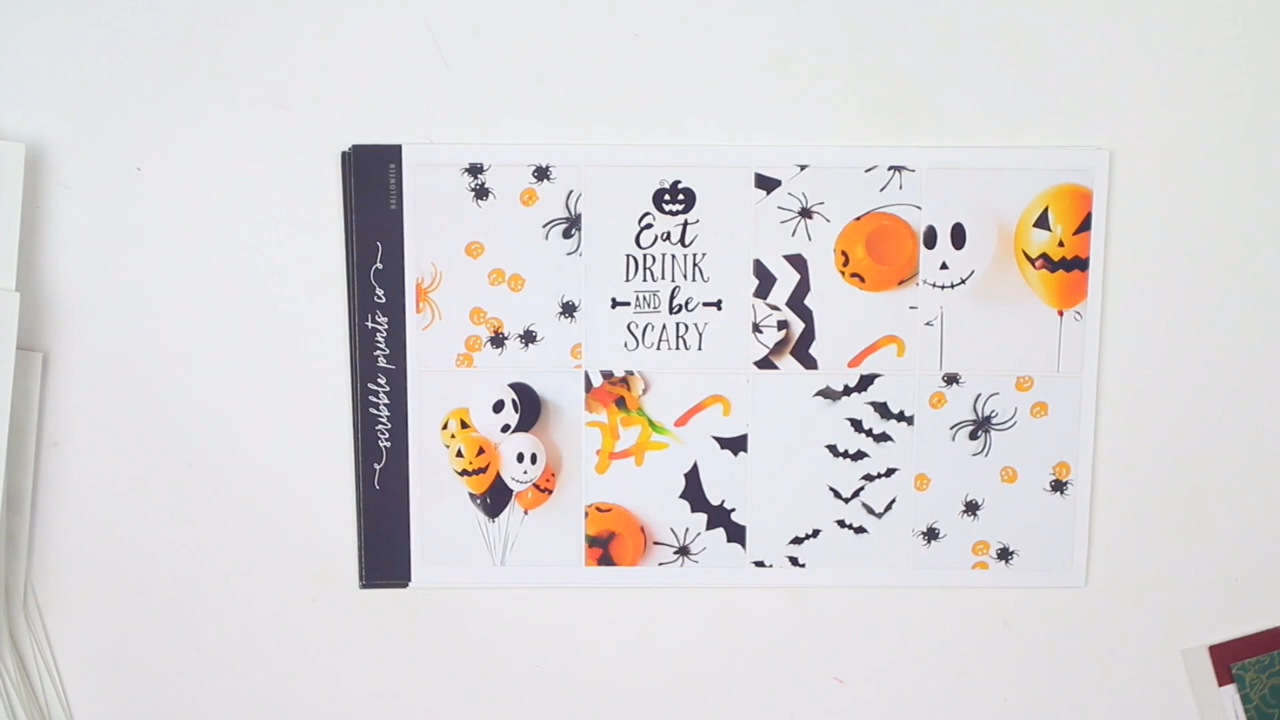 HALLOWEEN
scribble prints co
Eat
DRINK
AND be
SCARY